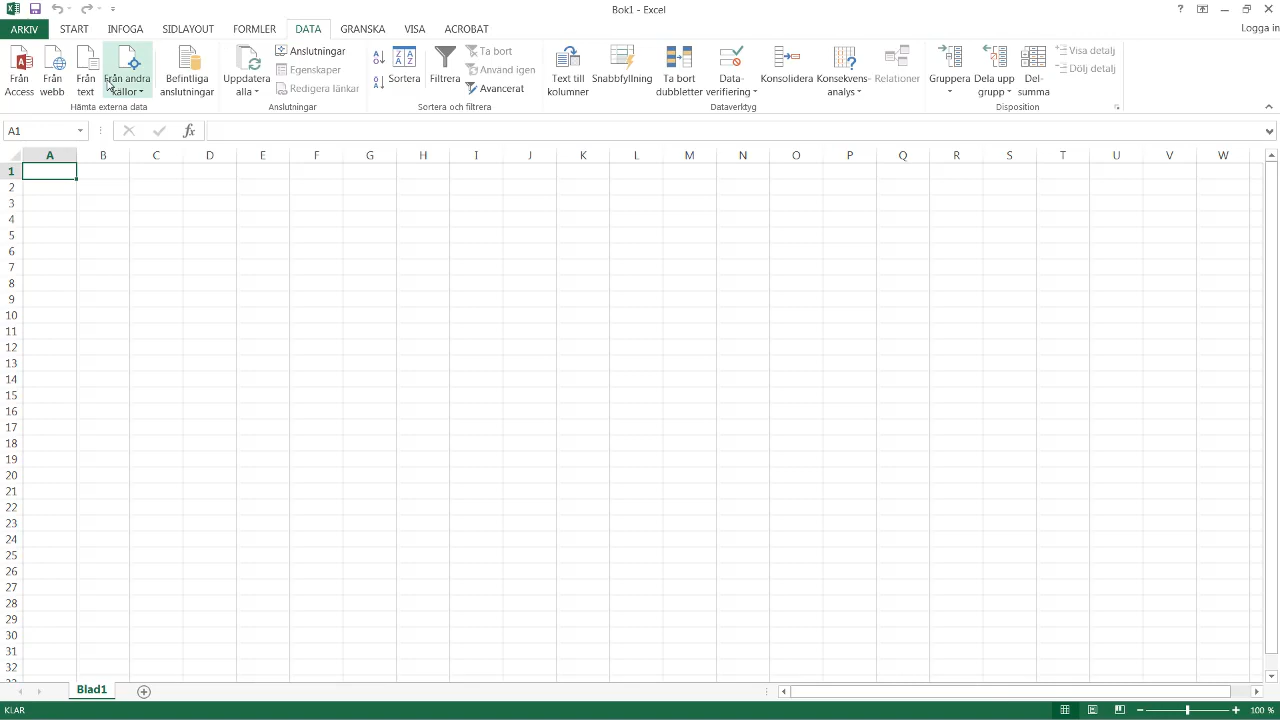 Bok1 - Excel
ARKIV START INFOGA SIDLAYOUT FORMLER DATA GRANSKA VISA ACROBAT Logga in
Från Access
Från webb
Från text
Från andra källor
Befintliga anslutningar
Uppdatera alla
Anslutningar
Egenskaper
Redigera länkar
Sortera
Filtrera
Ta bort
Använd igen
Avancerat
Text till kolumner
Snabbfyllning
Ta bort dubbletter
Data-verifiering
Konsolidera
Konsekvens-analys
Relationer
Gruppera
Dela upp grupp
Del-summa
Visa detalj
Dölj detalj
Hämta externa data Anslutningar Sortera och filtrera Dataverktyg Disposition
A1 fx
A B C D E F G H I J K L M N O P Q R S T U V W
1
2
3
4
5
6
7
8
9
10
11
12
13
14
15
16
17
18
19
20
21
22
23
24
25
26
27
28
29
30
31
32
Blad1
KLAR 100 %